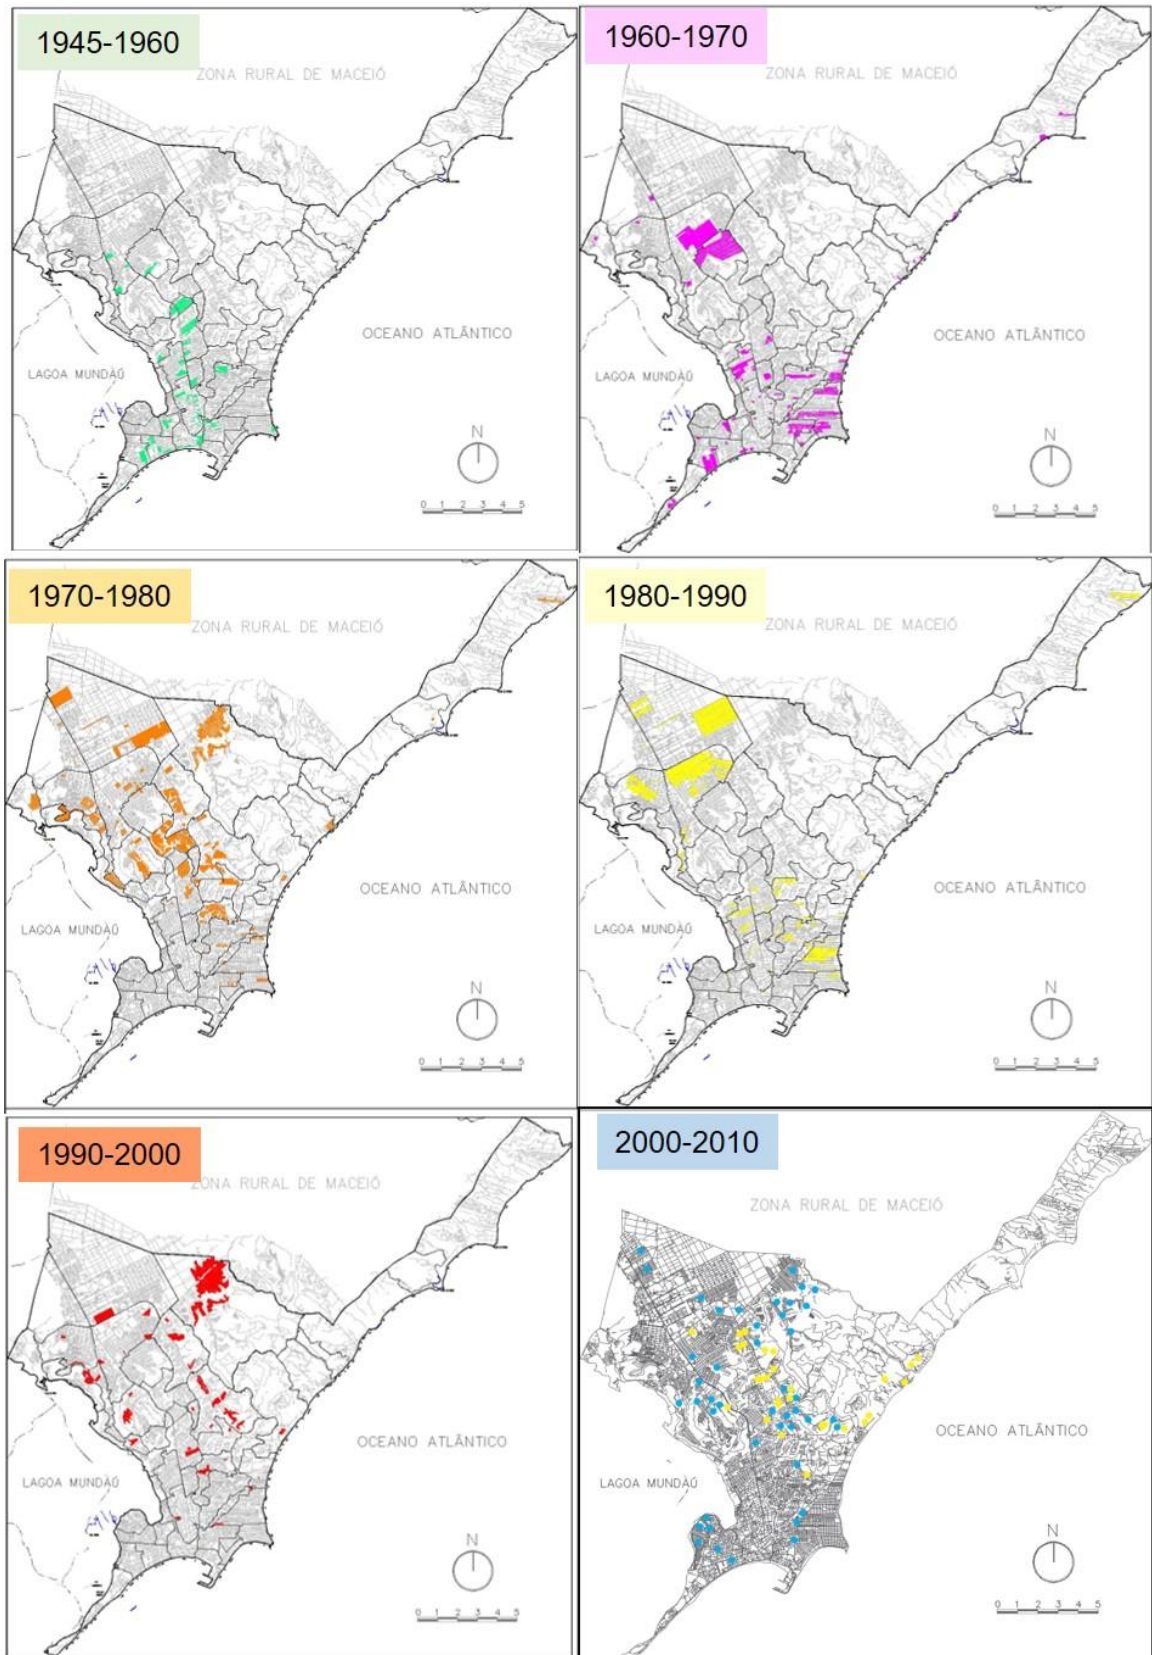 1945-1960
ZONA RURAL DE MACEIÓ
OCEANO ATLÂNTICO
LAGOA MUNDAÚ
N
0 1 2 3 4 5
1960-1970
ZONA RURAL DE MACEIÓ
OCEANO ATLÂNTICO
LAGOA MUNDAÚ
N
0 1 2 3 4 5
1970-1980
ZONA RURAL DE MACEIÓ
OCEANO ATLÂNTICO
LAGOA MUNDAÚ
N
0 1 2 3 4 5
1980-1990
ZONA RURAL DE MACEIÓ
OCEANO ATLÂNTICO
LAGOA MUNDAÚ
N
0 1 2 3 4 5
1990-2000
ZONA RURAL DE MACEIÓ
OCEANO ATLÂNTICO
LAGOA MUNDAÚ
N
0 1 2 3 4 5
2000-2010
ZONA RURAL DE MACEIÓ
OCEANO ATLÂNTICO
LAGOA MUNDAÚ
N
0 1 2 3 4 5